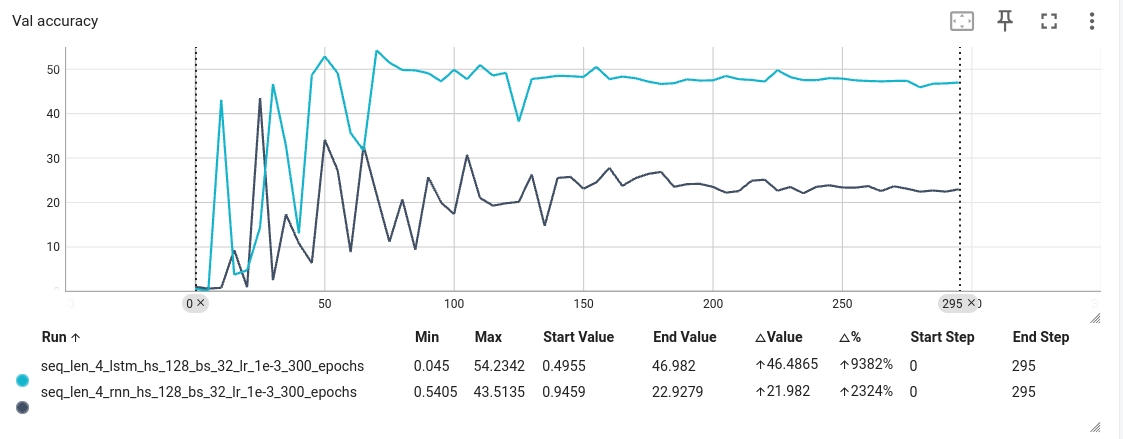 Val accuracy
50
40
30
20
10
0 × 50 100 150 200 250 295 ×
Run ↑ Min Max Start Value End Value △Value △% Start Step End Step
seq_len_4_lstm_hs_128_bs_32_lr_1e-3_300_epochs 0.045 54.2342 0.4955 46.982 ↑46.4865 ↑9382% 0 295
seq_len_4_rnn_hs_128_bs_32_lr_1e-3_300_epochs 0.5405 43.5135 0.9459 22.9279 ↑21.982 ↑2324% 0 295